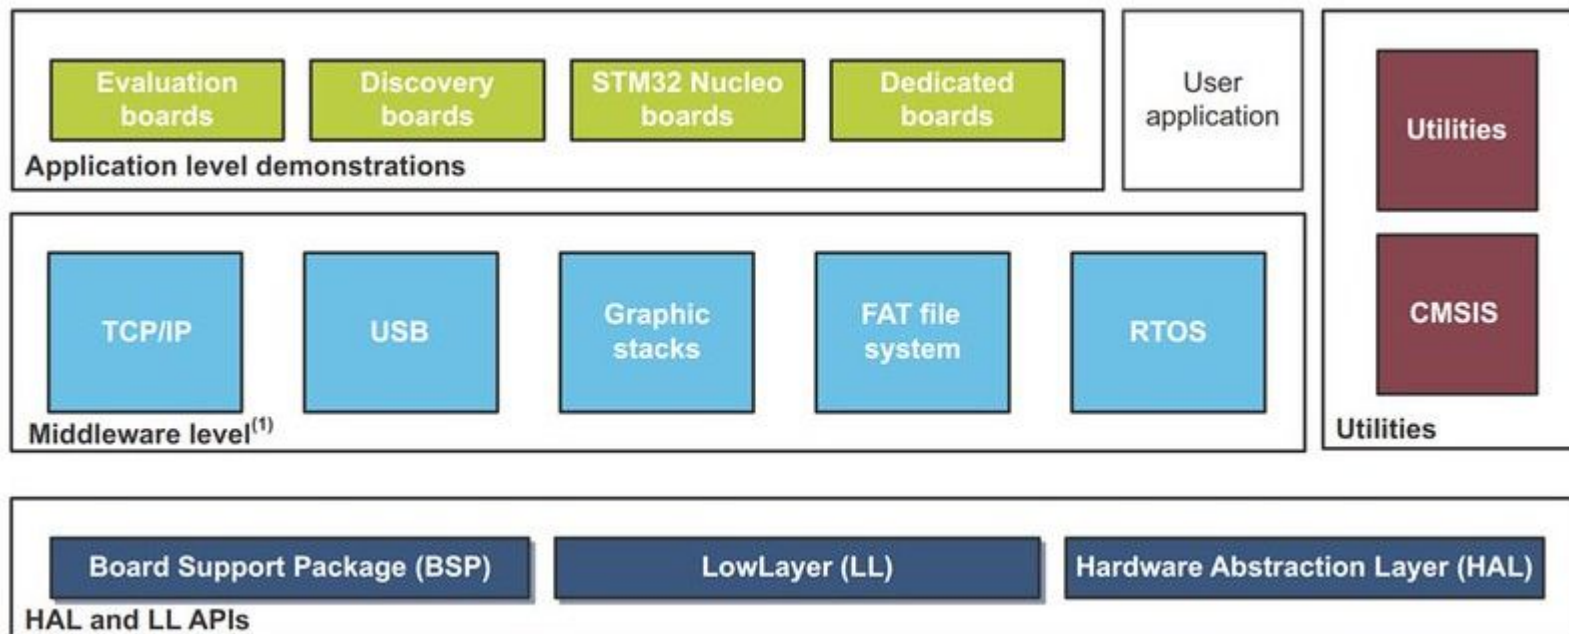 Evaluation
boards
Discovery
boards
STM32 Nucleo
boards
Dedicated
boards
Application level demonstrations
User
application
Utilities
CMSIS
Utilities
TCP/IP
USB
Graphic
stacks
FAT file
system
RTOS
Middleware level(1)
Board Support Package (BSP)
LowLayer (LL)
Hardware Abstraction Layer (HAL)
HAL and LL APIs